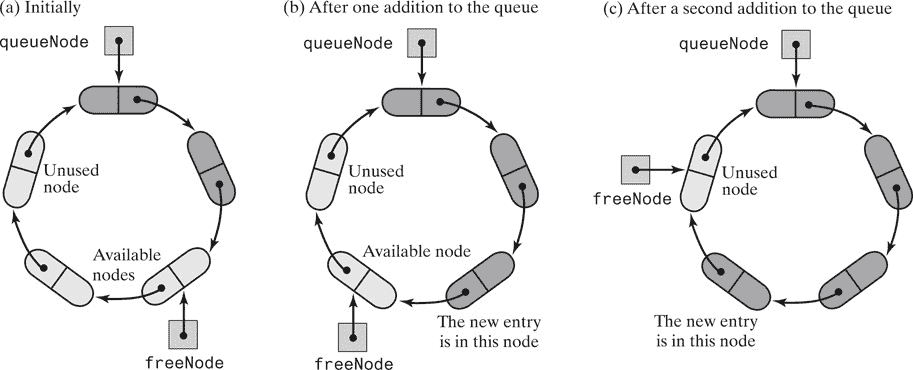 (a) Initially
queueNode
Unused
node
Available
nodes
freeNode
(b) After one addition to the queue
queueNode
Unused
node
Available node
The new entry
is in this node
freeNode
(c) After a second addition to the queue
queueNode
freeNode
Unused
node
The new entry
is in this node